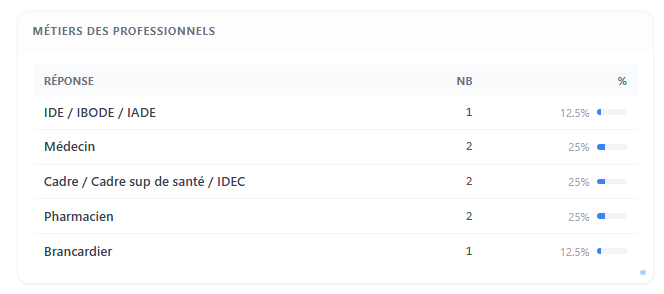 MÉTIERS DES PROFESSIONNELS
RÉPONSE NB %
IDE / IBODE / IADE 1 12.5%
Médecin 2 25%
Cadre / Cadre sup de santé / IDEC 2 25%
Pharmacien 2 25%
Brancardier 1 12.5%